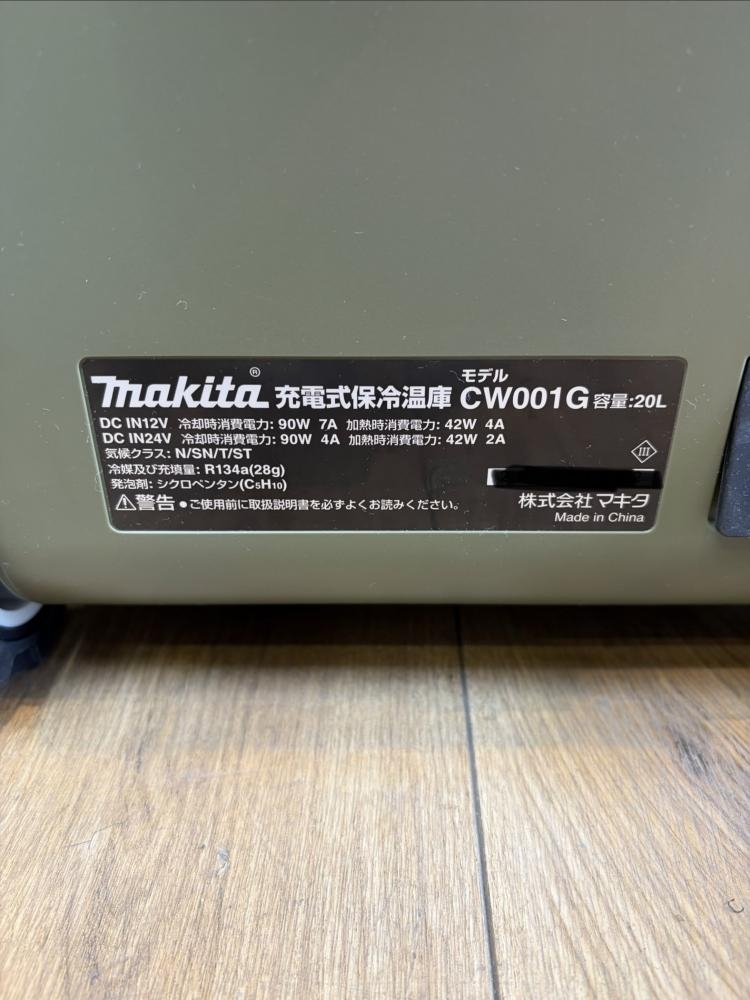 makita® 充電式保冷温庫 モデル CW001G 容量:20L
DC IN12V 冷却時消費電力: 90W 7A 加熱時消費電力: 42W 4A
DC IN24V 冷却時消費電力: 90W 4A 加熱時消費電力: 42W 2A
気候クラス: N/SN/T/ST
冷媒及び充填量: R134a(28g)
発泡剤: シクロペンタン(C₅H₁₀)
⚠警告 ●ご使用前に取扱説明書を必ずよくお読みください。
III
株式会社 マキタ
Made in China